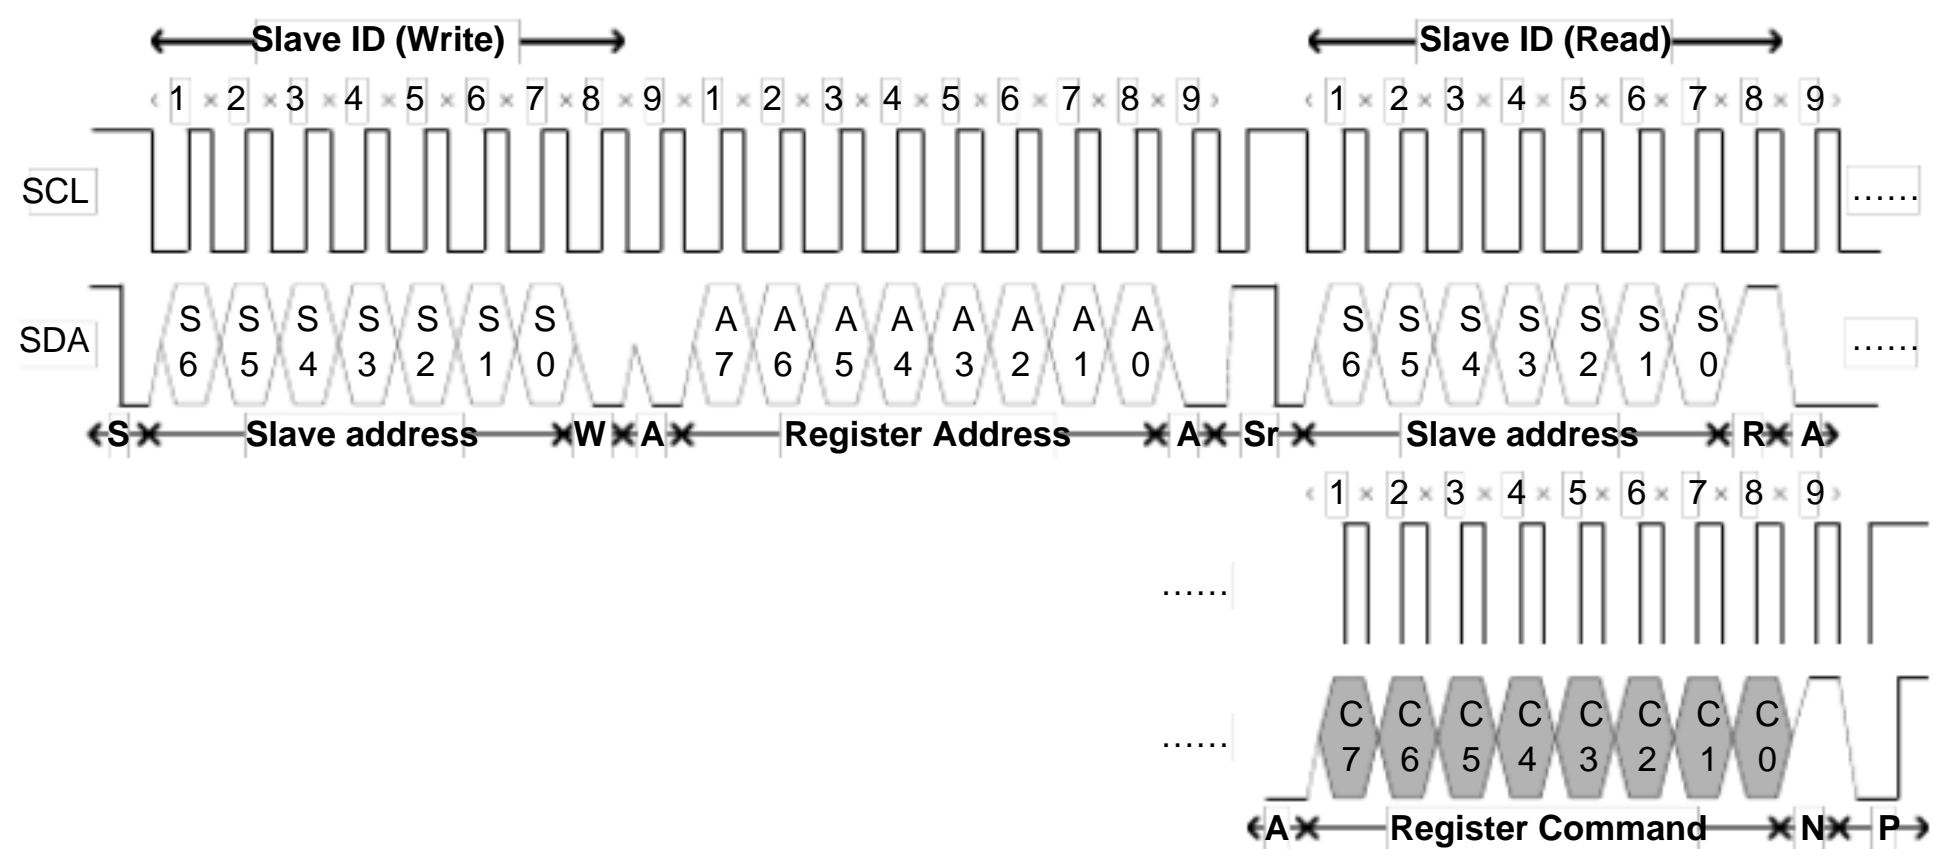 Slave ID (Write) Slave ID (Read)
1 2 3 4 5 6 7 8 9 1 2 3 4 5 6 7 8 9 1 2 3 4 5 6 7 8 9
SCL ......
S S S S S S S A A A A A A A A S S S S S S S
SDA ......
6 5 4 3 2 1 0 7 6 5 4 3 2 1 0 6 5 4 3 2 1 0
S Slave address W A Register Address A Sr Slave address R A
1 2 3 4 5 6 7 8 9
......
C C C C C C C C
......
7 6 5 4 3 2 1 0
A Register Command N P